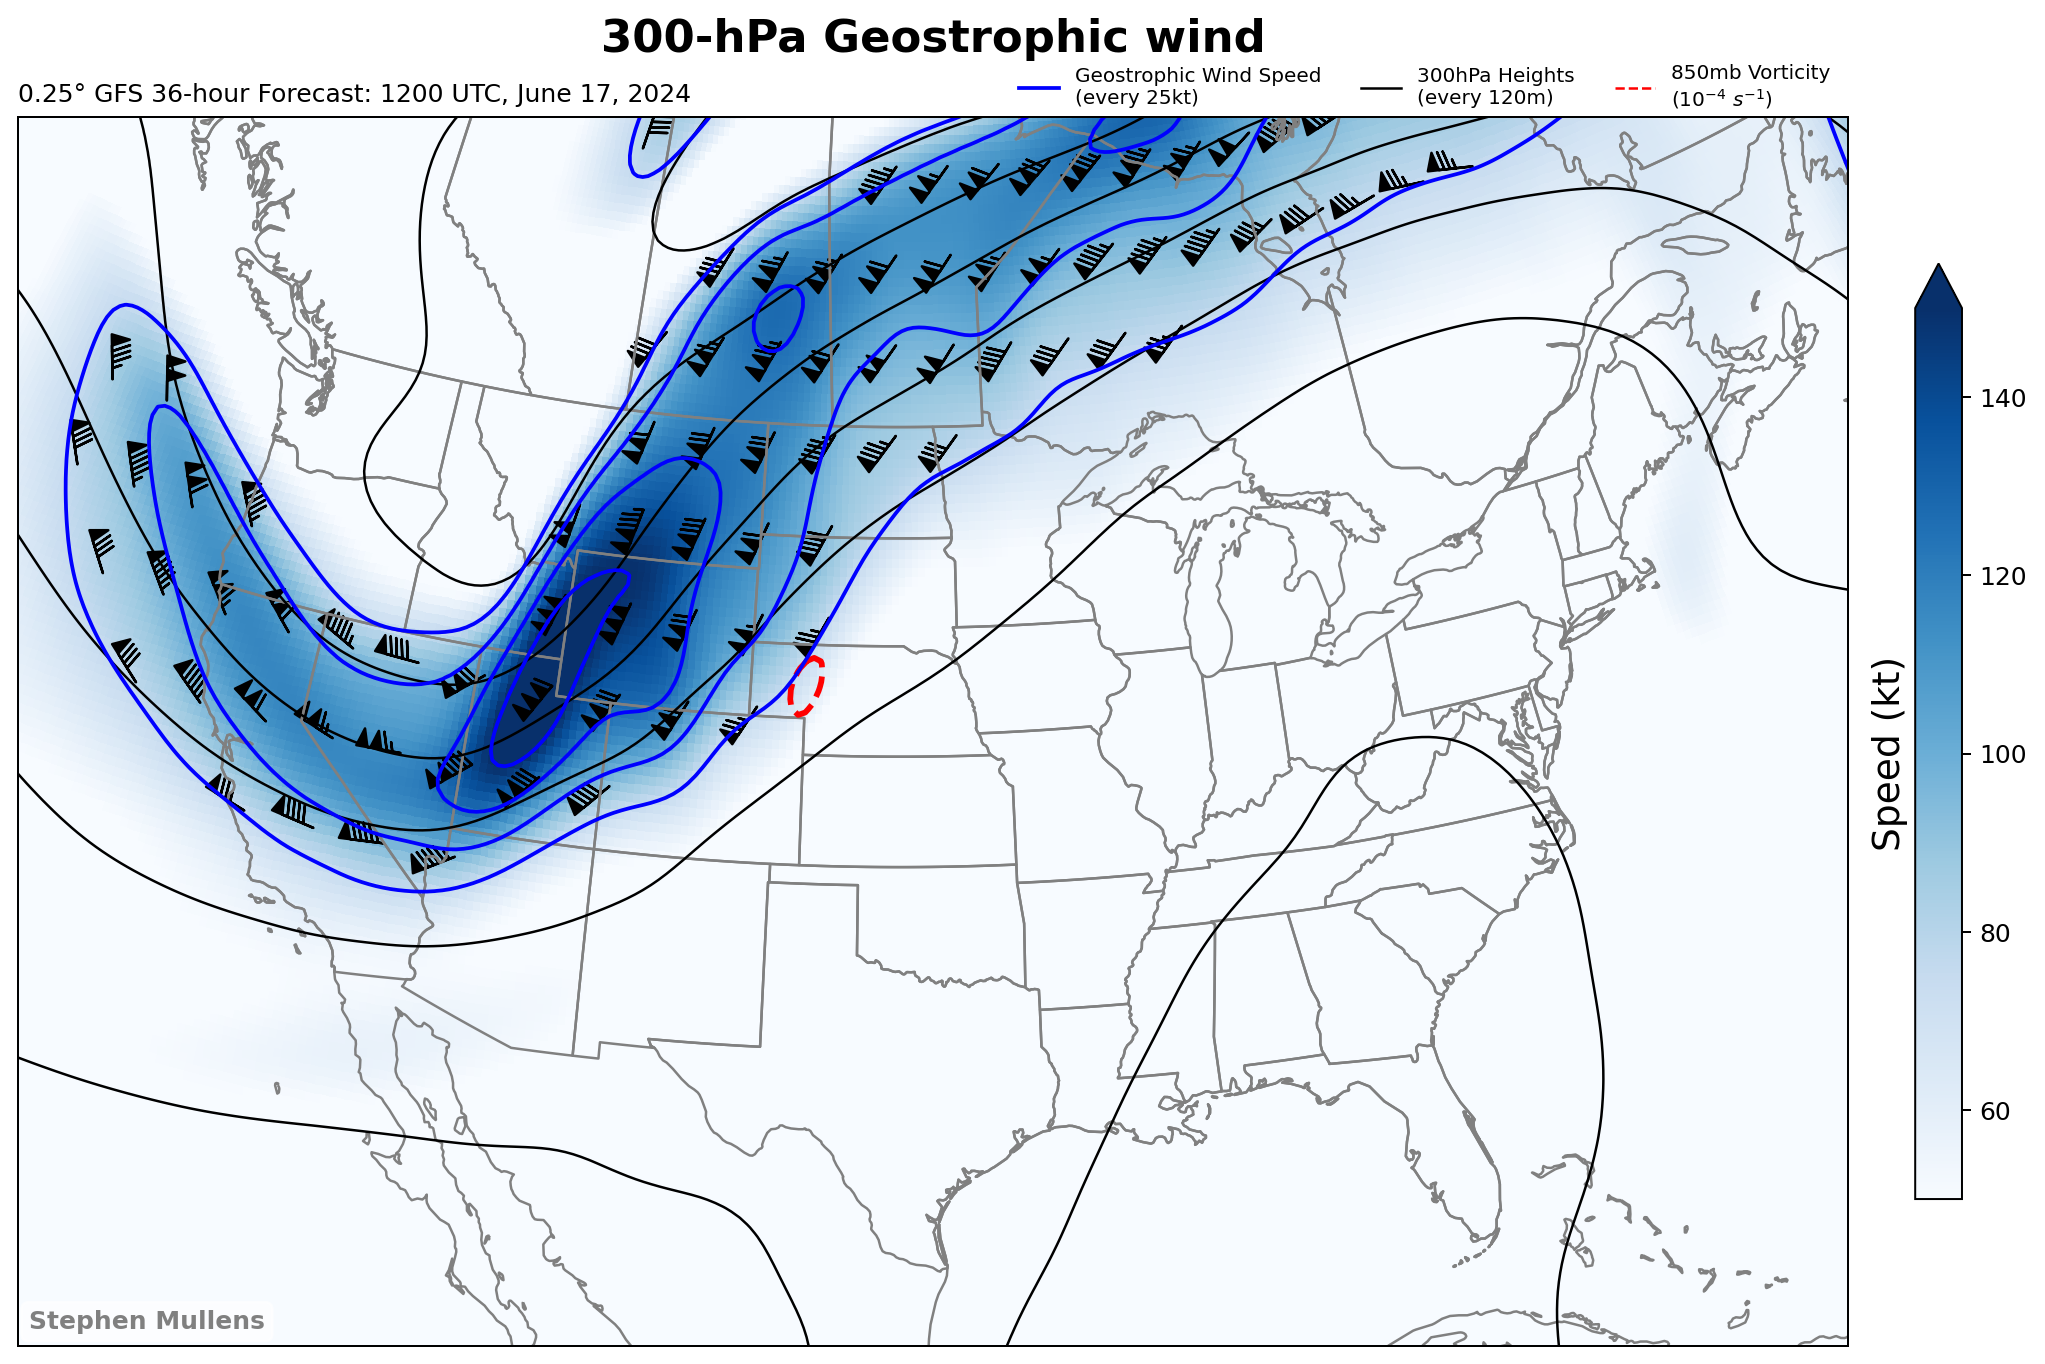 300-hPa Geostrophic wind
0.25° GFS 36-hour Forecast: 1200 UTC, June 17, 2024
Geostrophic Wind Speed
(every 25kt)
300hPa Heights
(every 120m)
850mb Vorticity
(10⁻⁴ s⁻¹)
140
120
100
80
60
Speed (kt)
Stephen Mullens